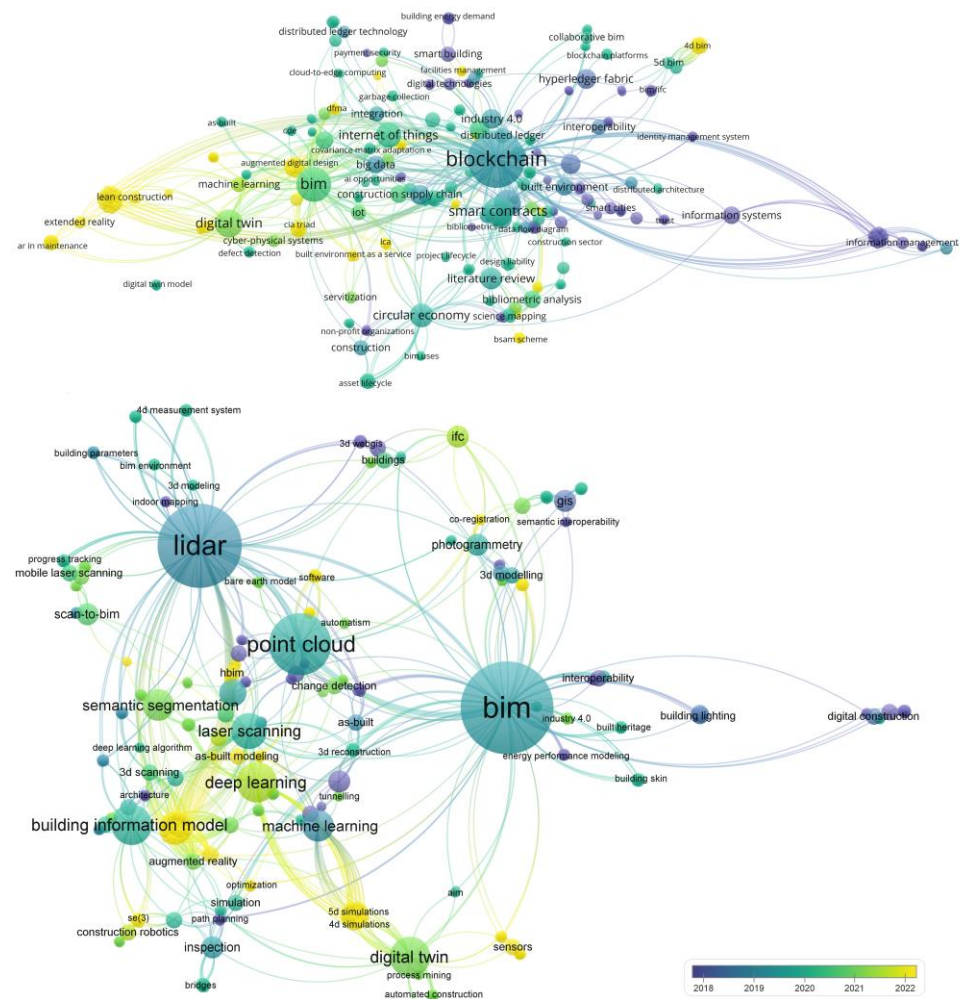 building energy demand
distributed ledger technology
collaborative bim
payment security
smart building
blockchain platforms
4d bim
5d bim
cloud-to-edge computing
facilities management
digital technologies
hyperledger fabric
bim/ifc
garbage collection
dfma
integration
industry 4.0
as-built
cde
internet of things
distributed ledger
interoperability
identity management system
covariance matrix adaptation e
blockchain
augmented digital design
big data
ai opportunities
machine learning
bim
construction supply chain
built environment
distributed architecture
lean construction
iot
smart contracts
smart cities
extended reality
digital twin
cia triad
bibliometrics
data flow diagram
trust
information systems
ar in maintenance
cyber-physical systems
lca
construction sector
information management
defect detection
built environment as a service
project lifecycle
design liability
digital twin model
literature review
servitization
bibliometric analysis
circular economy
science mapping
non-profit organizations
bsam scheme
construction
bim uses
asset lifecycle
4d measurement system
building parameters
bim environment
3d webgis
buildings
ifc
3d modeling
indoor mapping
gis
semantic interoperability
lidar
co-registration
photogrammetry
progress tracking
mobile laser scanning
bare earth model
software
3d modelling
scan-to-bim
automatism
point cloud
hbim
change detection
interoperability
semantic segmentation
bim
laser scanning
as-built
industry 4.0
built heritage
building lighting
digital construction
deep learning algorithm
3d reconstruction
as-built modeling
energy performance modeling
3d scanning
deep learning
building skin
architecture
tunnelling
building information model
machine learning
augmented reality
optimization
simulation
aim
se(3)
path planning
5d simulations
4d simulations
construction robotics
inspection
sensors
digital twin
process mining
bridges
automated construction
2018 2019 2020 2021 2022